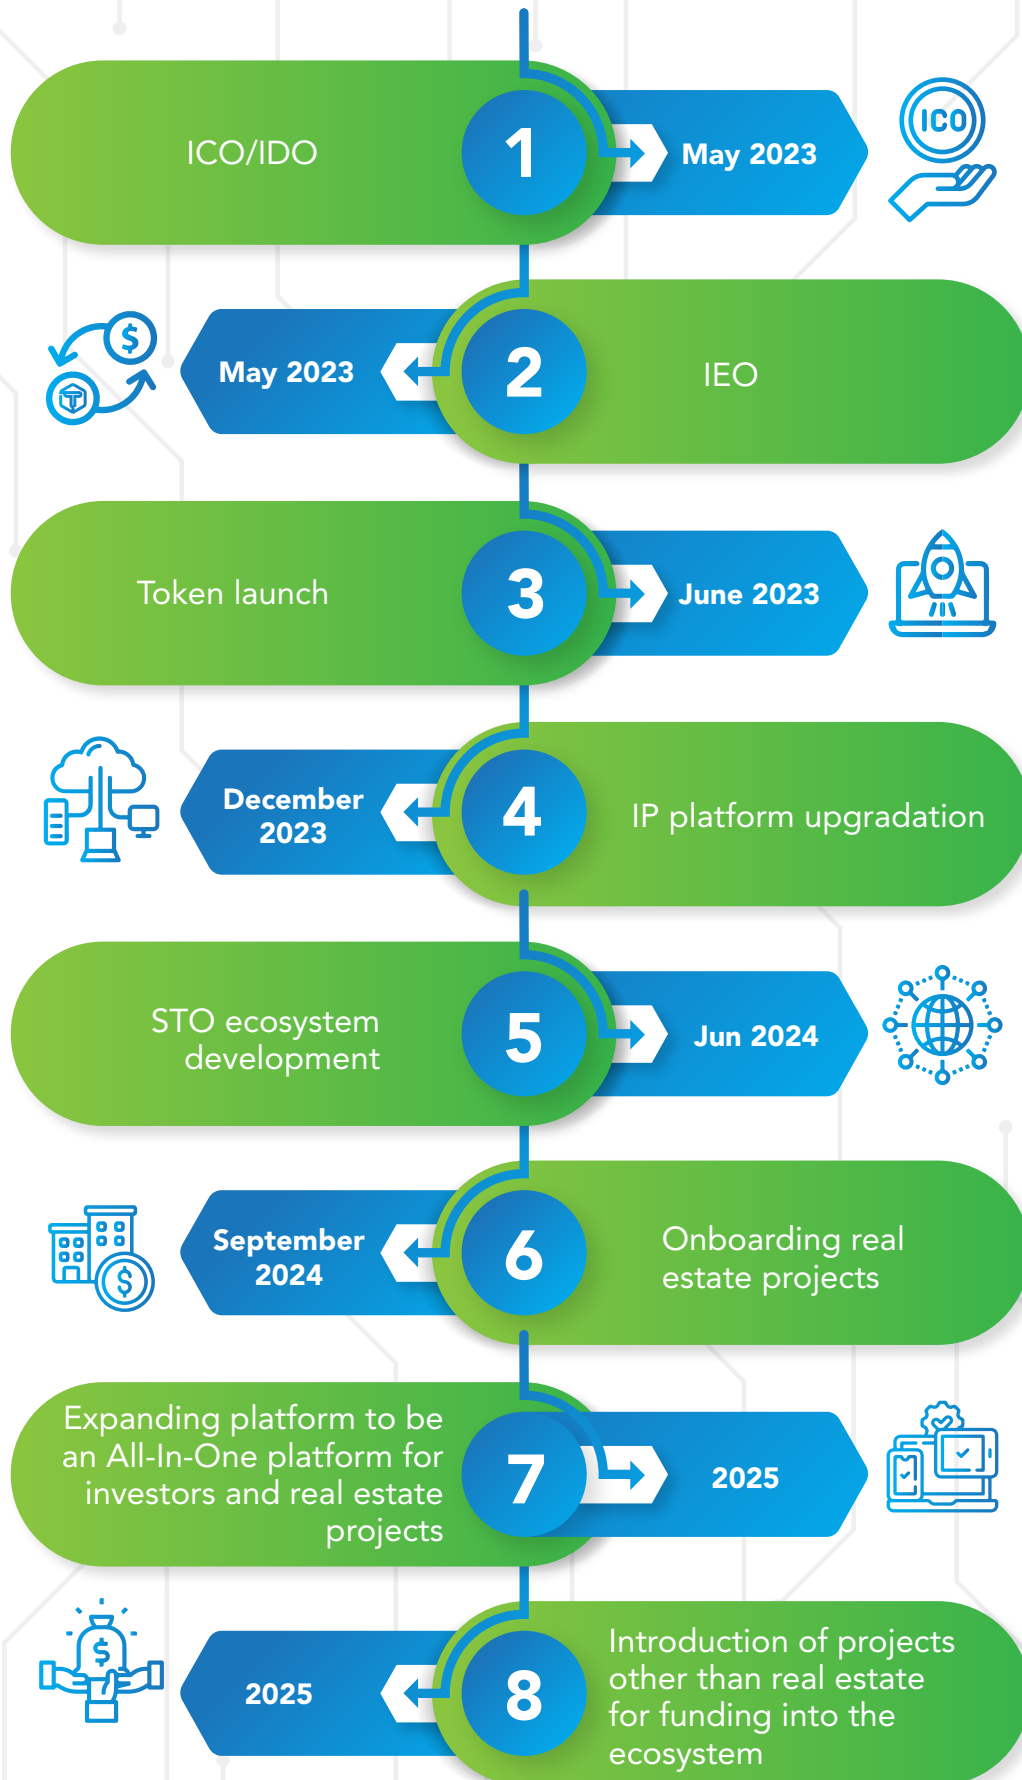 ICO/IDO
1
May 2023
ICO
$
T
May 2023
2
IEO
Token launch
3
June 2023
December
2023
4
IP platform upgradation
STO ecosystem
development
5
Jun 2024
$
September
2024
6
Onboarding real
estate projects
Expanding platform to be
an All-In-One platform for
investors and real estate
projects
7
2025
$
2025
8
Introduction of projects
other than real estate
for funding into the
ecosystem